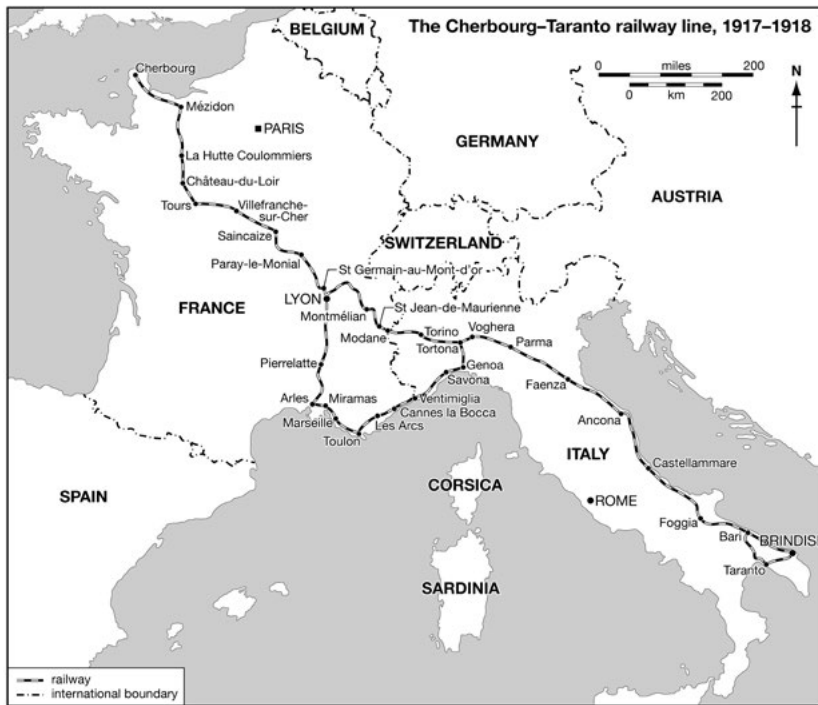 BELGIUM
The Cherbourg–Taranto railway line, 1917–1918
0 miles 200
0 km 200
N
Cherbourg
Mézidon
PARIS
GERMANY
La Hutte Coulommiers
Château-du-Loir
AUSTRIA
Tours
Villefranche-
sur-Cher
Saincaize
SWITZERLAND
Paray-le-Monial
St Germain-au-Mont-d'or
LYON
FRANCE
St Jean-de-Maurienne
Montmélian
Modane
Torino
Voghera
Tortona
Parma
Pierrelatte
Genoa
Savona
Faenza
Arles
Miramas
Ventimiglia
Cannes la Bocca
Marseille
Les Arcs
Toulon
Ancona
ITALY
Castellammare
SPAIN
CORSICA
ROME
Foggia
Bari
BRINDISI
Taranto
SARDINIA
railway
international boundary